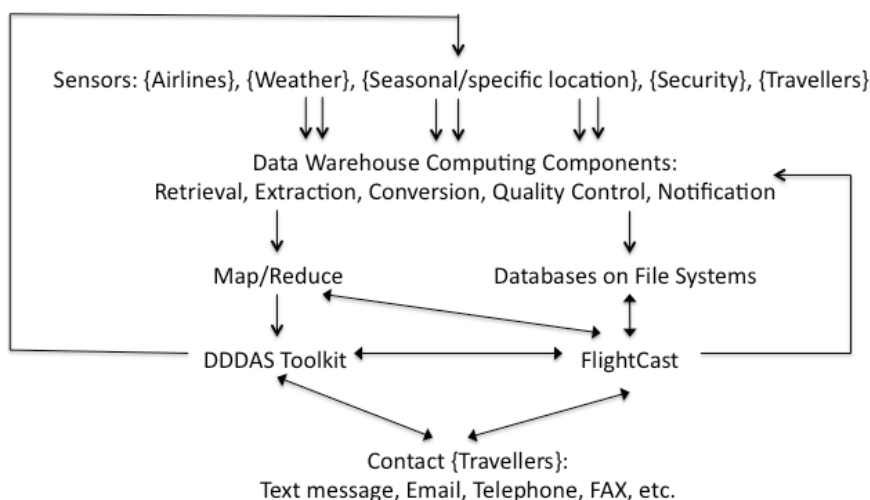 Sensors: {Airlines}, {Weather}, {Seasonal/specific location}, {Security}, {Travellers}
Data Warehouse Computing Components:
Retrieval, Extraction, Conversion, Quality Control, Notification
Map/Reduce
Databases on File Systems
DDDAS Toolkit
FlightCast
Contact {Travellers}:
Text message, Email, Telephone, FAX, etc.